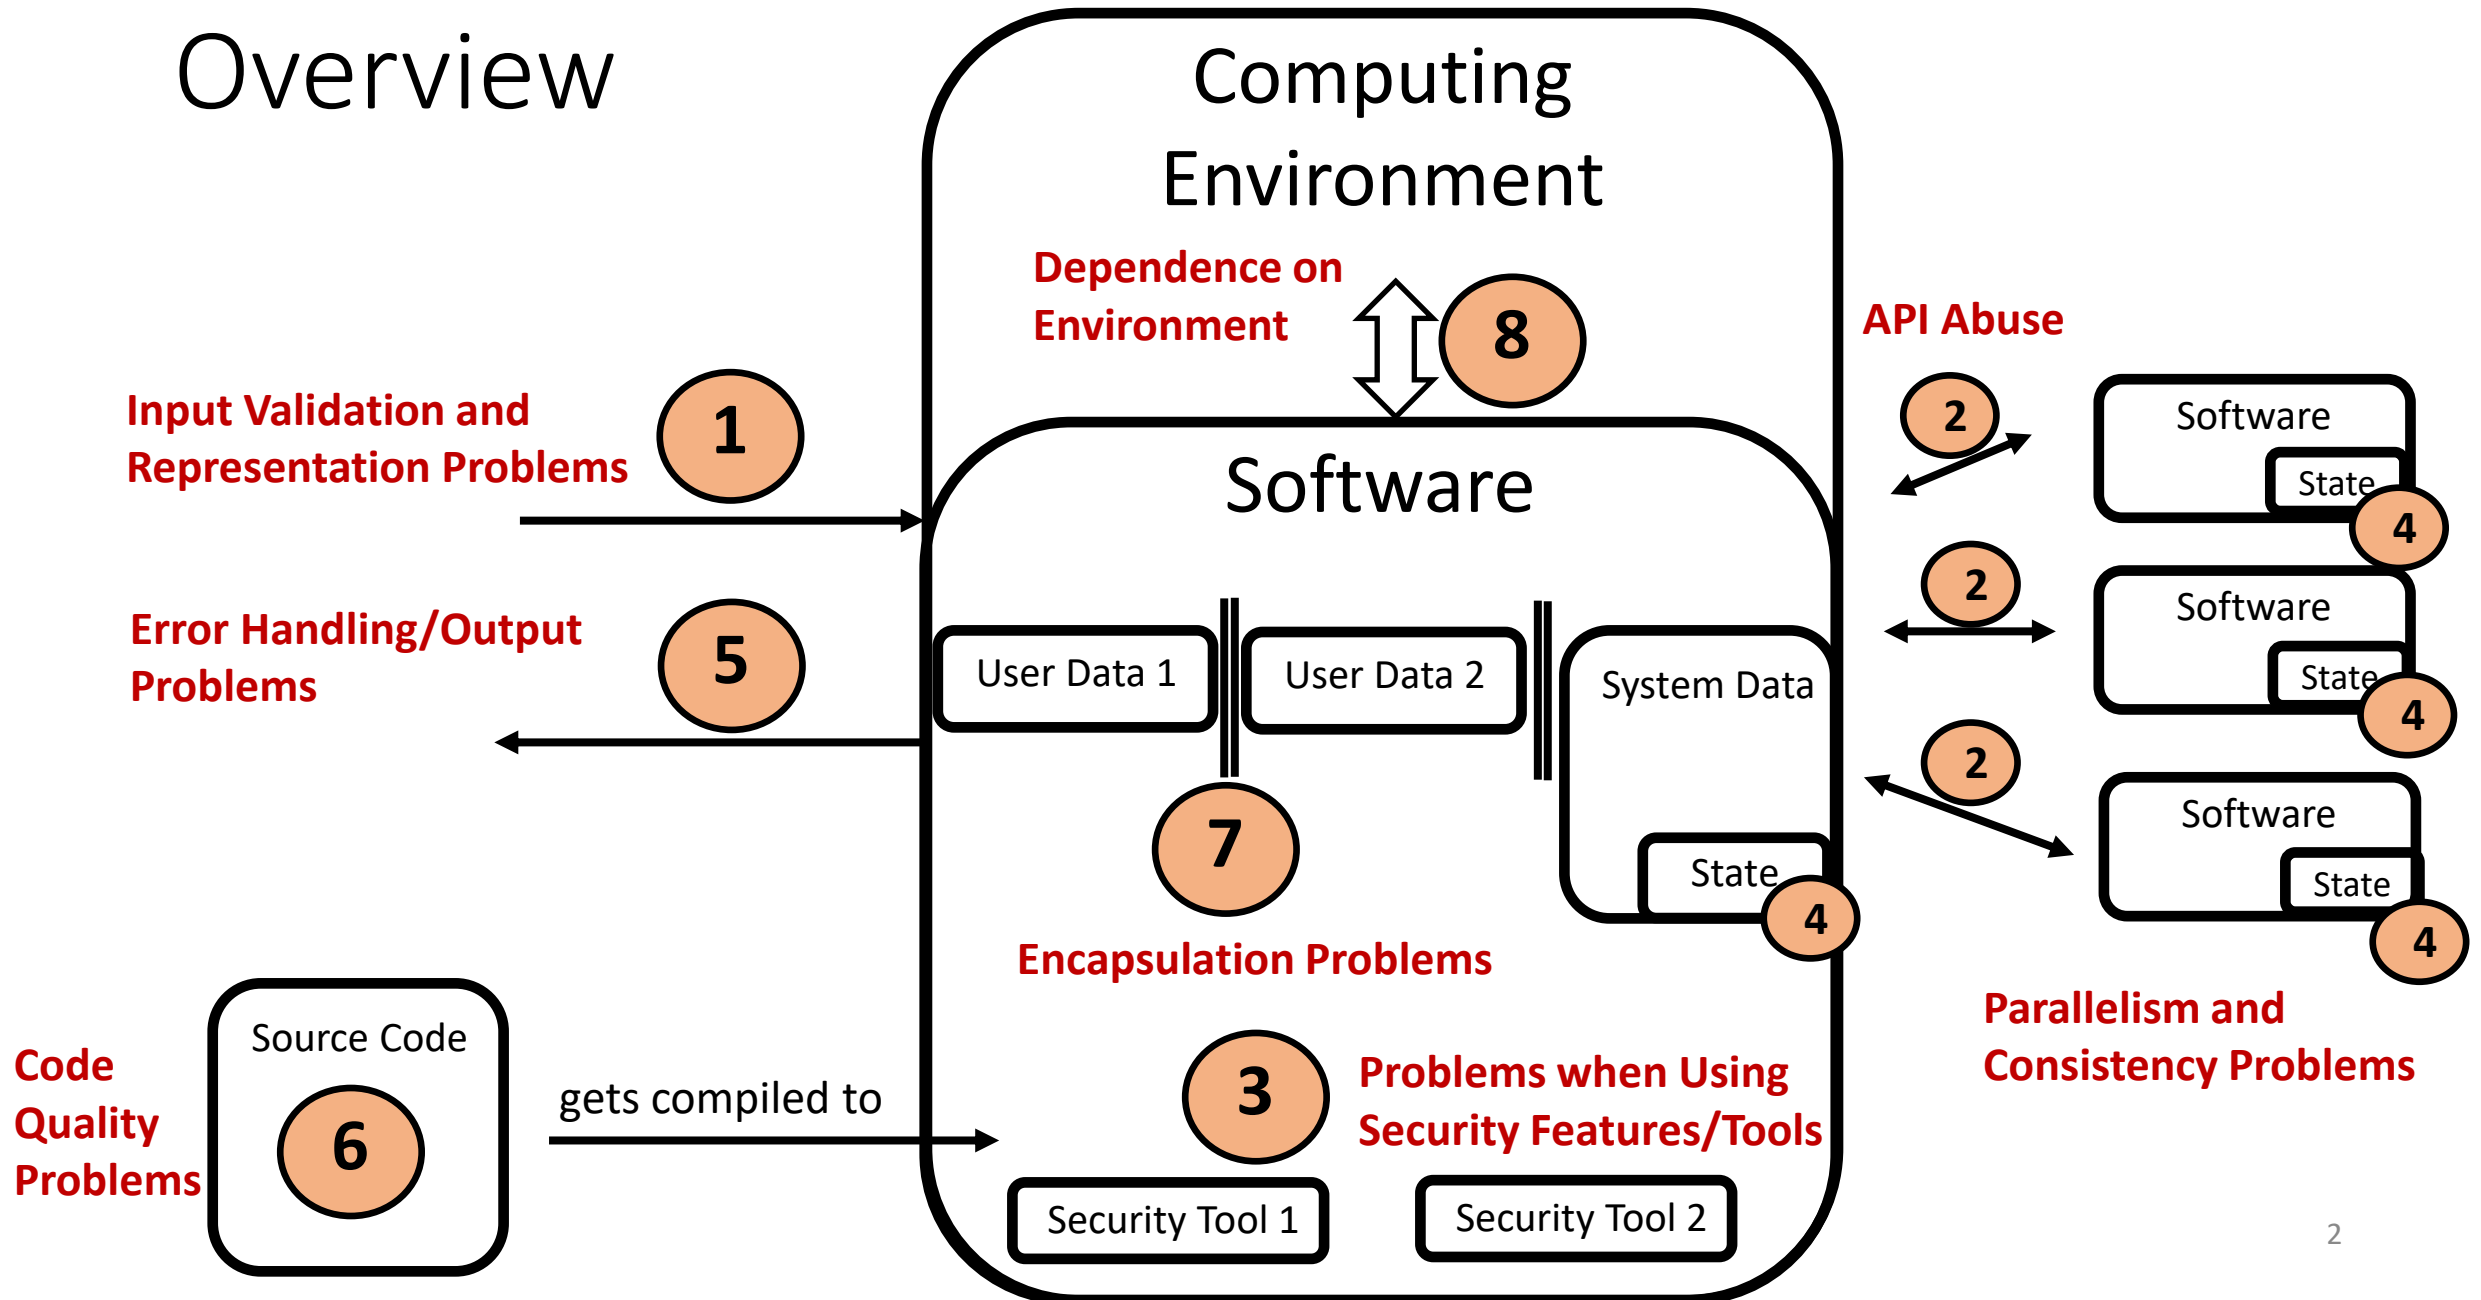 Overview
Computing
Environment
Dependence on
Environment
8
API Abuse
Input Validation and
Representation Problems
1
2
Software
State
4
Software
2
Software
State
4
Error Handling/Output
Problems
5
User Data 1
User Data 2
System Data
2
Software
State
4
7
State
4
Encapsulation Problems
Parallelism and
Consistency Problems
Source Code
Code
Quality
Problems
6
gets compiled to
3
Problems when Using
Security Features/Tools
Security Tool 1
Security Tool 2
2